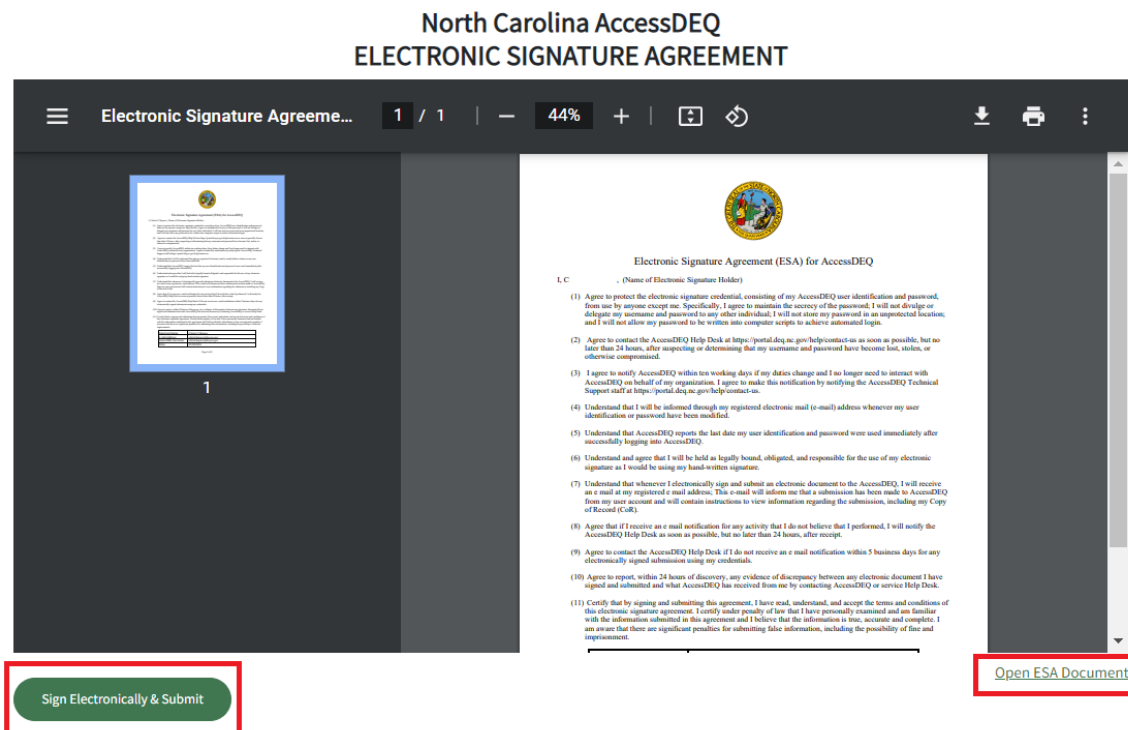 North Carolina AccessDEQ
ELECTRONIC SIGNATURE AGREEMENT
Electronic Signature Agreeme... 1 / 1 44%
1
Electronic Signature Agreement (ESA) for AccessDEQ
I, C , (Name of Electronic Signature Holder)
(1) Agree to protect the electronic signature credential, consisting of my AccessDEQ user identification and password,
from use by anyone except me. Specifically, I agree to maintain the secrecy of the password; I will not divulge or
delegate my username and password to any other individual; I will not store my password in an unprotected location;
and I will not allow my password to be written into computer scripts to achieve automated login.
(2) Agree to contact the AccessDEQ Help Desk at https://portal.deq.nc.gov/help/contact-us as soon as possible, but no
later than 24 hours, after suspecting or determining that my username and password have become lost, stolen, or
otherwise compromised.
(3) I agree to notify AccessDEQ within ten working days if my duties change and I no longer need to interact with
AccessDEQ on behalf of my organization. I agree to make this notification by notifying the AccessDEQ Technical
Support staff at https://portal.deq.nc.gov/help/contact-us.
(4) Understand that I will be informed through my registered electronic mail (e-mail) address whenever my user
identification or password have been modified.
(5) Understand that AccessDEQ reports the last date my user identification and password were used immediately after
successfully logging into AccessDEQ.
(6) Understand and agree that I will be held as legally bound, obligated, and responsible for the use of my electronic
signature as I would be using my hand-written signature.
(7) Understand that whenever I electronically sign and submit an electronic document to the AccessDEQ, I will receive
an e mail at my registered e mail address; This e-mail will inform me that a submission has been made to AccessDEQ
from my user account and will contain instructions to view information regarding the submission, including my Copy
of Record (CoR).
(8) Agree that if I receive an e mail notification for any activity that I do not believe that I performed, I will notify the
AccessDEQ Help Desk as soon as possible, but no later than 24 hours, after receipt.
(9) Agree to contact the AccessDEQ Help Desk if I do not receive an e mail notification within 5 business days for any
electronically signed submission using my credentials.
(10) Agree to report, within 24 hours of discovery, any evidence of discrepancy between any electronic document I have
signed and submitted and what AccessDEQ has received from me by contacting AccessDEQ or service Help Desk.
(11) Certify that by signing and submitting this agreement, I have read, understand, and accept the terms and conditions of
this electronic signature agreement. I certify under penalty of law that I have personally examined and am familiar
with the information submitted in this agreement and I believe that the information is true, accurate and complete. I
am aware that there are significant penalties for submitting false information, including the possibility of fine and
imprisonment.
Sign Electronically & Submit
Open ESA Document